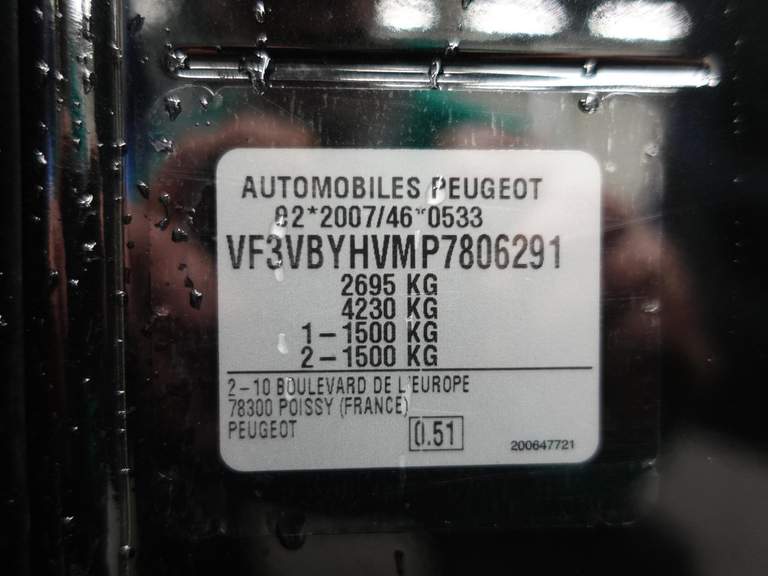 AUTOMOBILES PEUGEOT
02*2007/46*0533
VF3VBYHVMP7806291
2695 KG
4230 KG
1-1500 KG
2-1500 KG
2-10 BOULEVARD DE L'EUROPE
78300 POISSY (FRANCE)
PEUGEOT
0.51
200647721